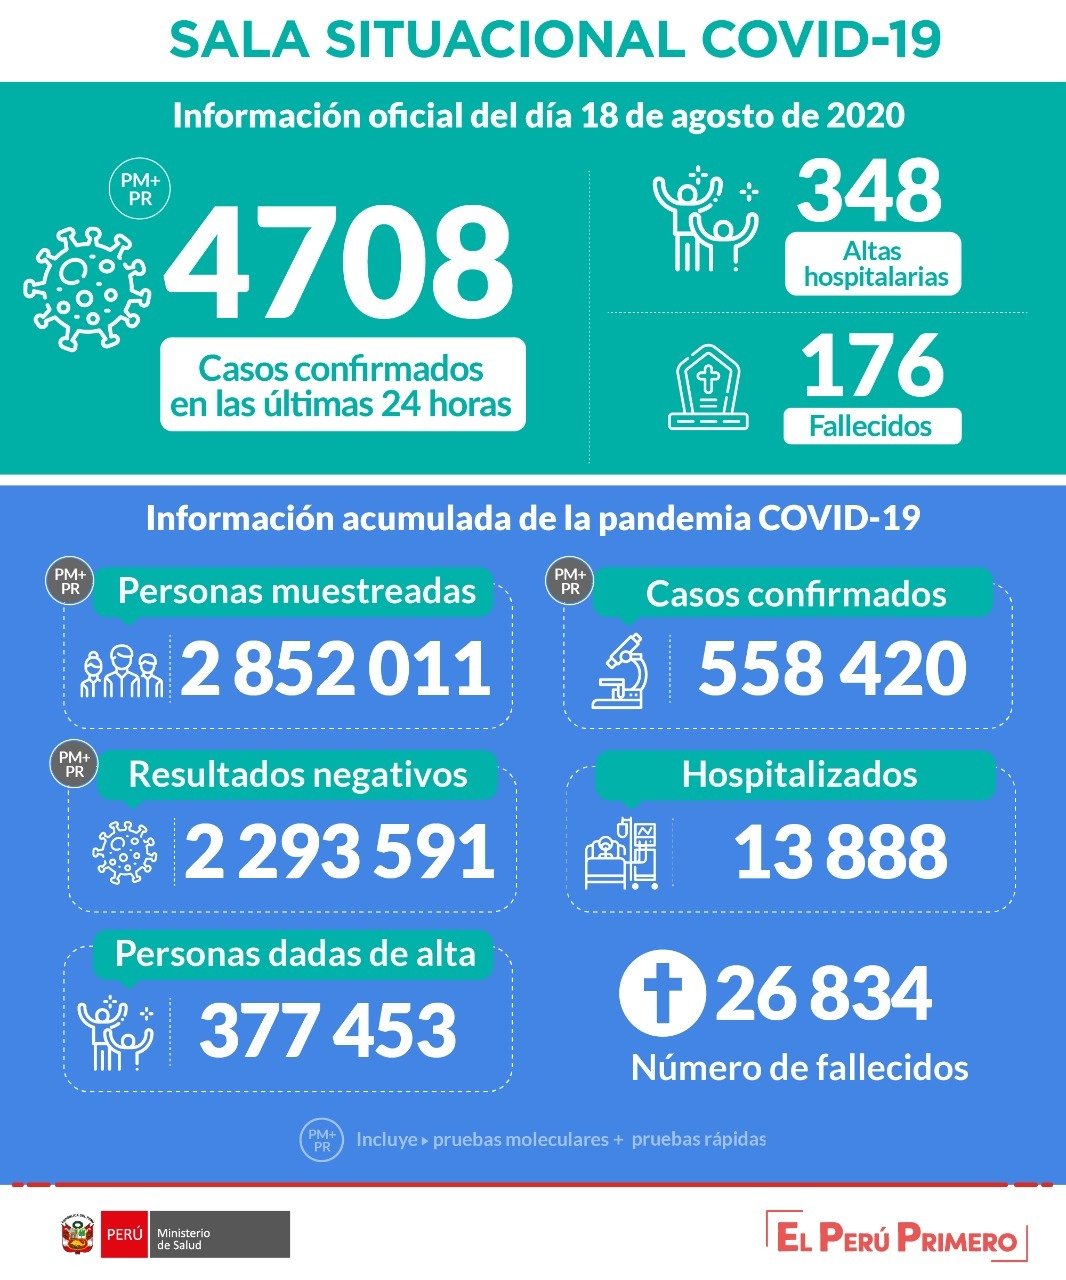 SALA SITUACIONAL COVID-19
Información oficial del día 18 de agosto de 2020
PM+
PR
4708
Casos confirmados
en las últimas 24 horas
348
Altas
hospitalarias
176
Fallecidos
Información acumulada de la pandemia COVID-19
PM+
PR
Personas muestreadas
2 852 011
PM+
PR
Casos confirmados
558 420
PM+
PR
Resultados negativos
2 293 591
Hospitalizados
13 888
Personas dadas de alta
377 453
26 834
Número de fallecidos
PM+
PR
Incluye ▸ pruebas moleculares + pruebas rápidas
PERÚ
Ministerio
de Salud
EL PERÚ PRIMERO